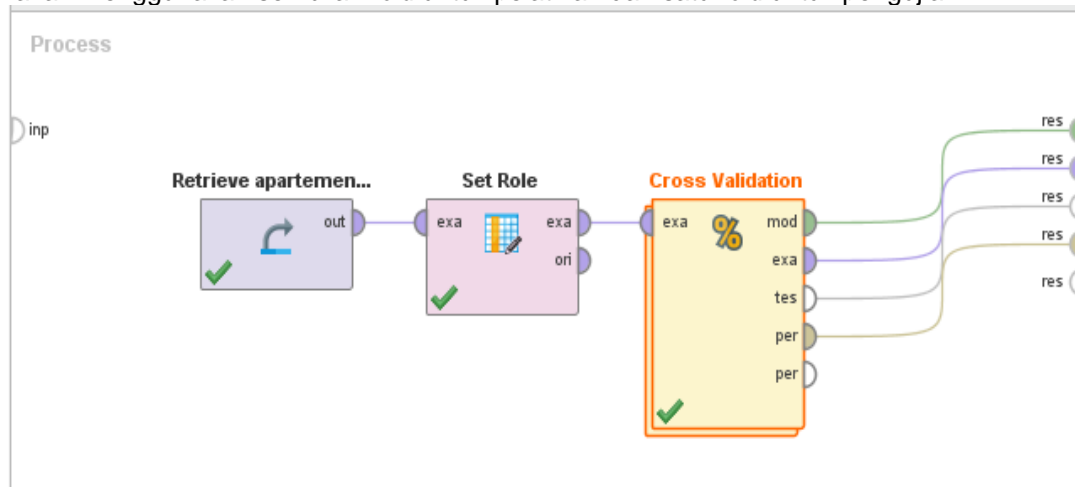 Process
inp
res
res
res
res
res
Retrieve apartemen...
Set Role
Cross Validation
out
exa
exa
ori
exa
mod
exa
tes
per
per